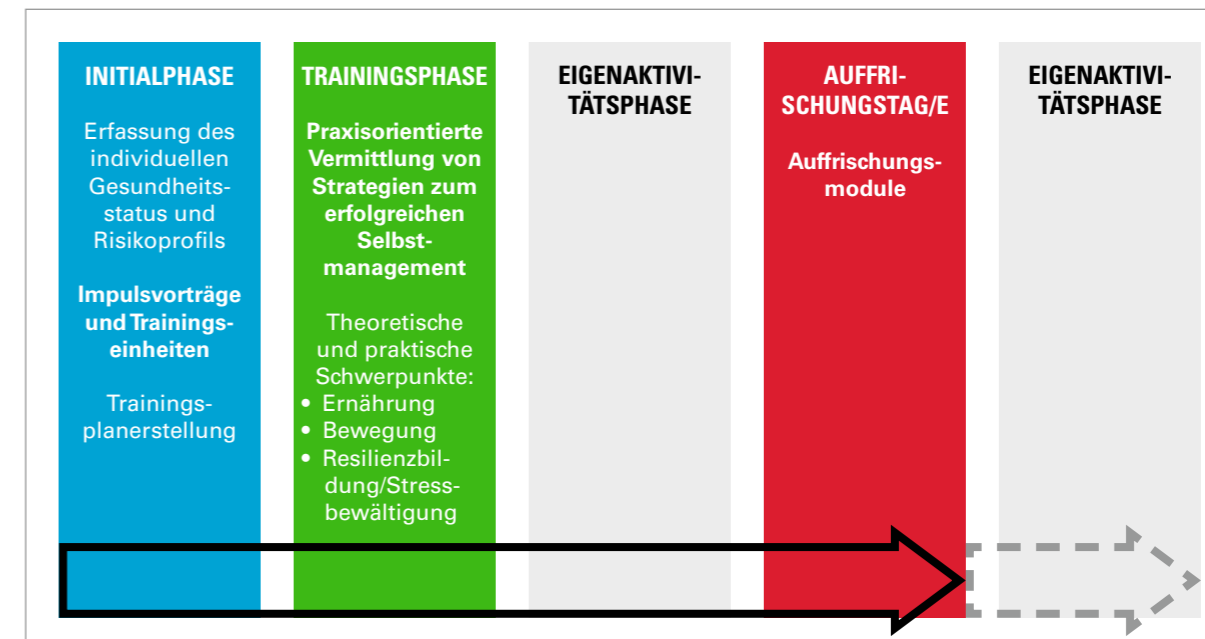 INITIALPHASE
Erfassung des
individuellen
Gesundheits-
status und
Risikoprofils
Impulsvorträge
und Trainings-
einheiten
Trainings-
planerstellung
TRAININGSPHASE
Praxisorientierte
Vermittlung von
Strategien zum
erfolgreichen
Selbst-
management
Theoretische
und praktische
Schwerpunkte:
• Ernährung
• Bewegung
• Resilienzbil-
dung/Stress-
bewältigung
EIGENAKTIVI-
TÄTSPHASE
AUFFRI-
SCHUNGSTAG/E
Auffrischungs-
module
EIGENAKTIVI-
TÄTSPHASE